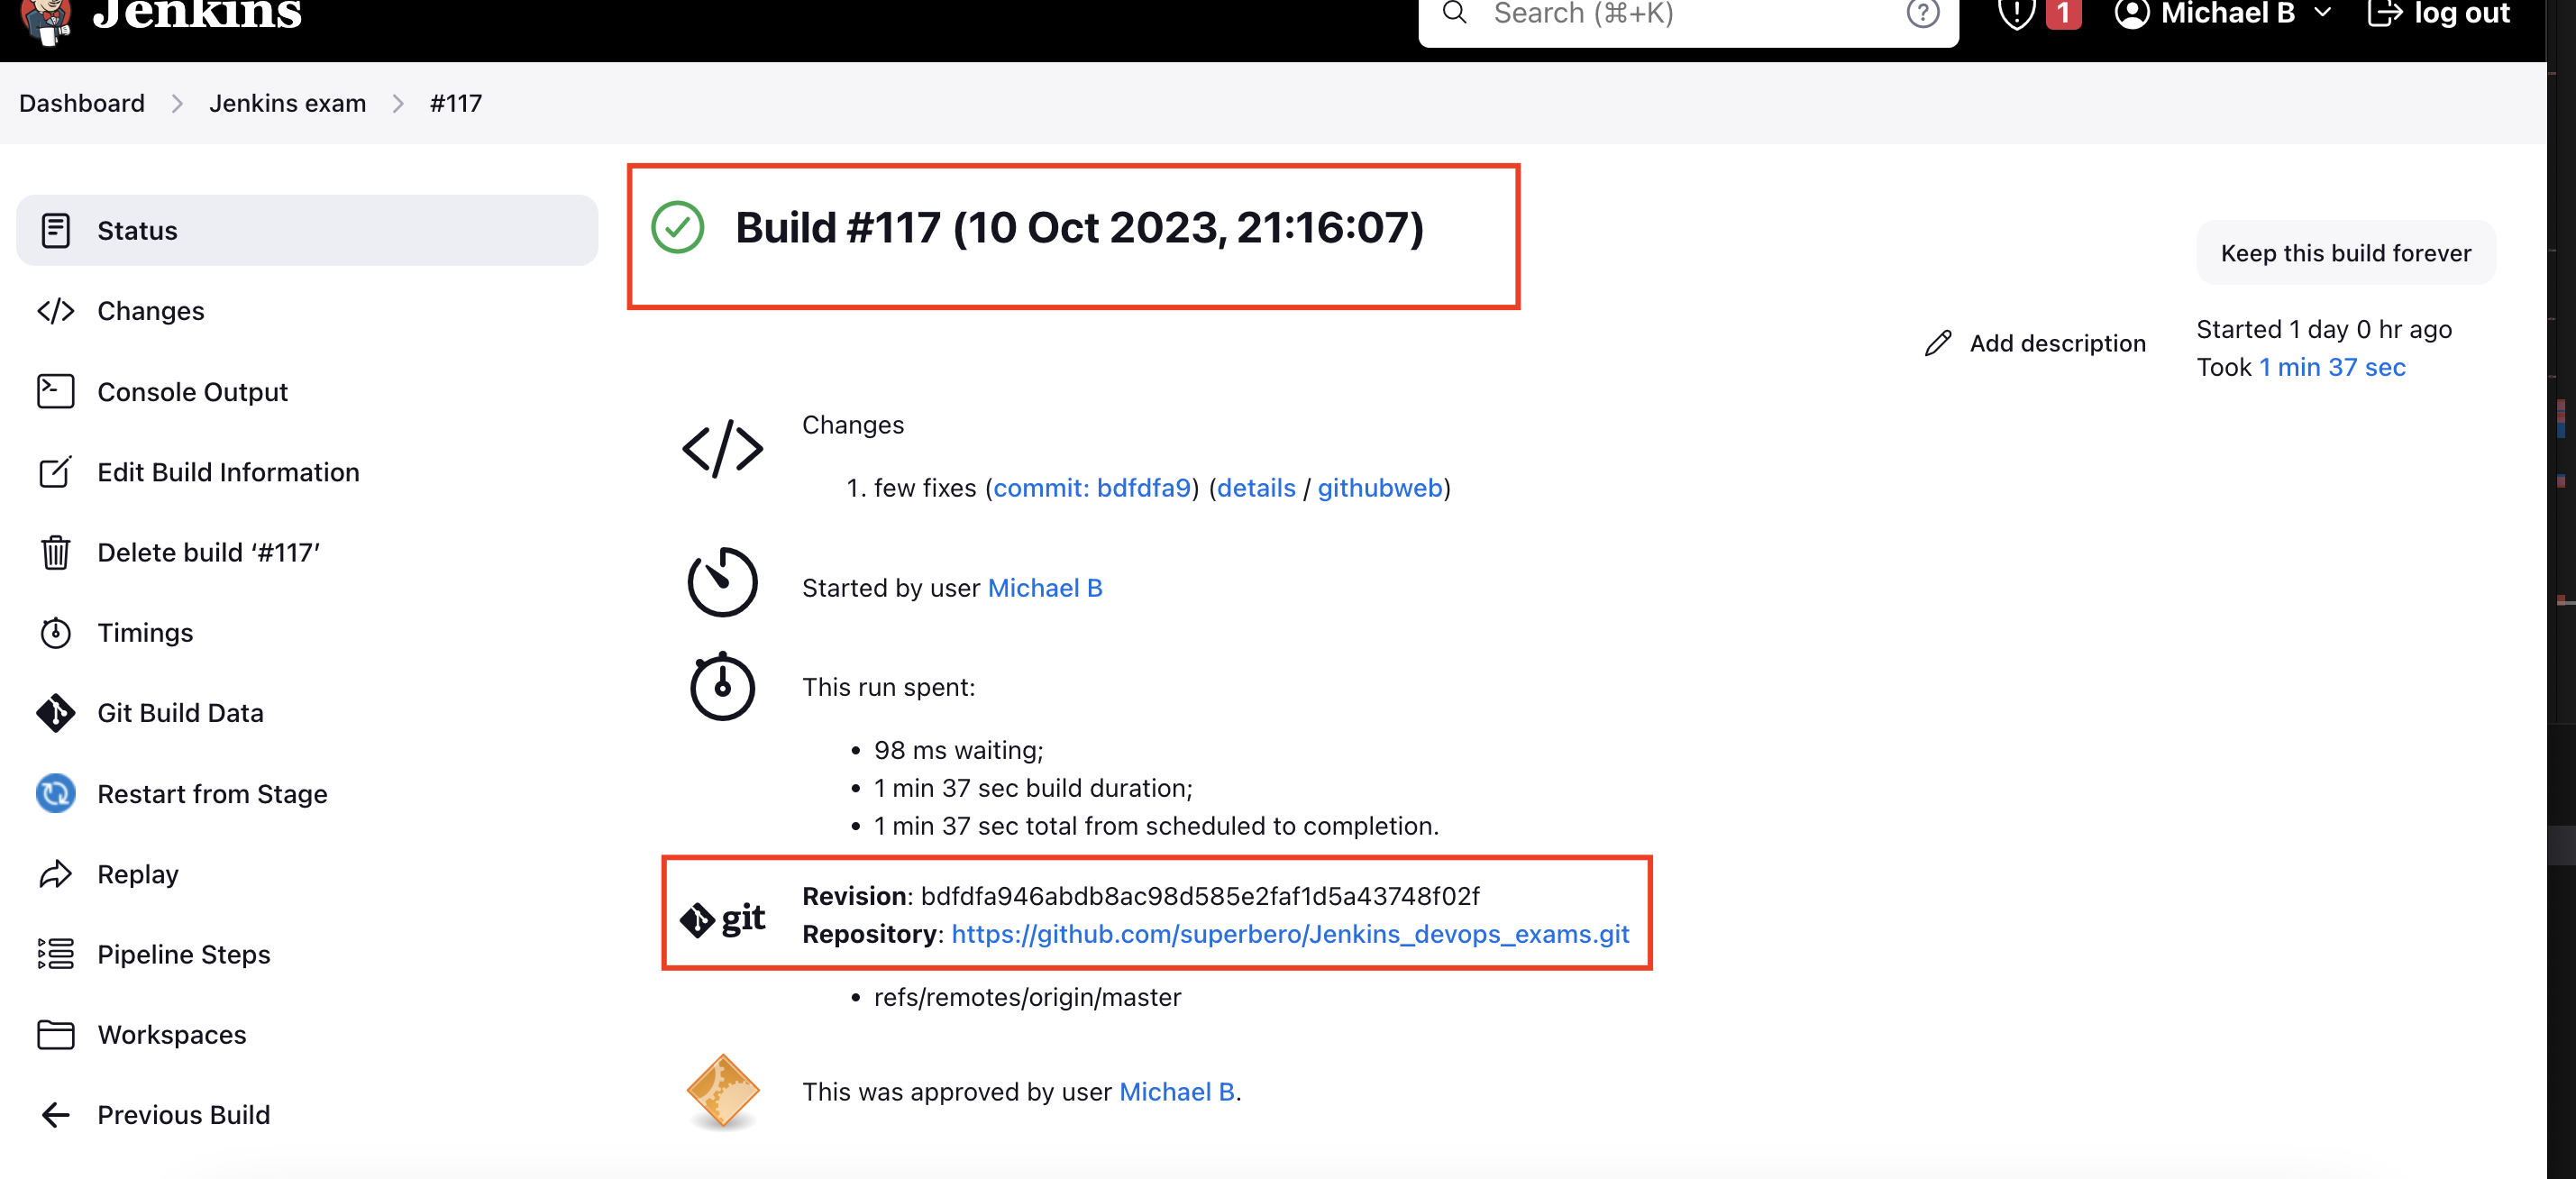 Jenkins
Search (⌘+K)
1
Michael B
log out
Dashboard
Jenkins exam
#117
Status
Changes
Console Output
Edit Build Information
Delete build ‘#117’
Timings
Git Build Data
Restart from Stage
Replay
Pipeline Steps
Workspaces
Previous Build
Build #117 (10 Oct 2023, 21:16:07)
Keep this build forever
Add description
Started 1 day 0 hr ago
Took 1 min 37 sec
Changes
1. few fixes (commit: bdfdfa9) (details / githubweb)
Started by user Michael B
This run spent:
• 98 ms waiting;
• 1 min 37 sec build duration;
• 1 min 37 sec total from scheduled to completion.
git
Revision: bdfdfa946abdb8ac98d585e2faf1d5a43748f02f
Repository: https://github.com/superbero/Jenkins_devops_exams.git
• refs/remotes/origin/master
This was approved by user Michael B.